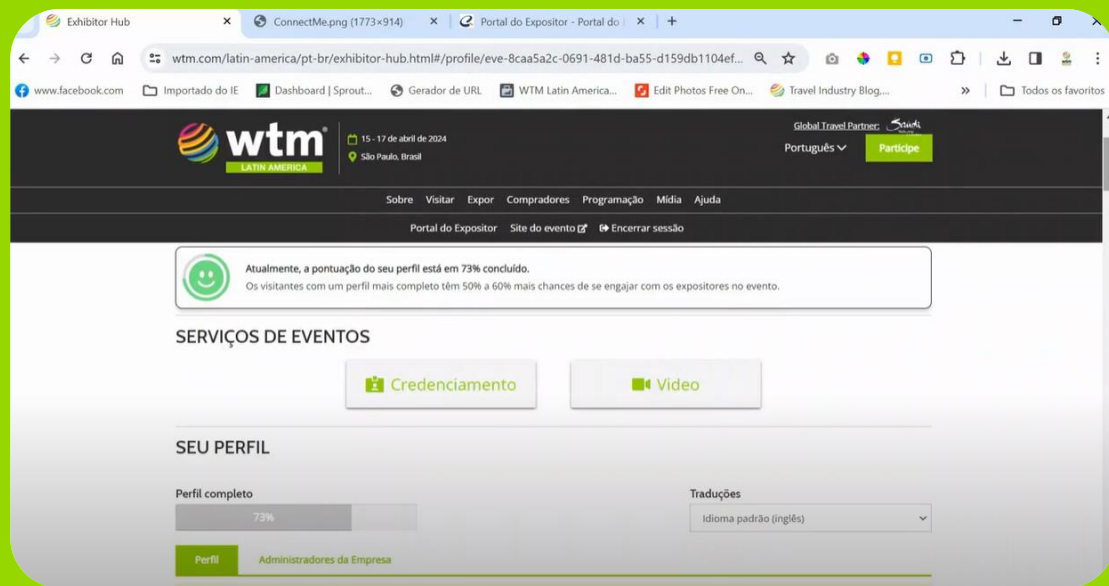 Exhibitor Hub
ConnectMe.png (1773×914)
Portal do Expositor - Portal do
wtm.com/latin-america/pt-br/exhibitor-hub.html#/profile/eve-8caa5a2c-0691-481d-ba55-d159db1104ef...
www.facebook.com Importado do IE Dashboard | Sprout... Gerador de URL WTM Latin America... Edit Photos Free On... Travel Industry Blog,... » Todos os favoritos
wtm
LATIN AMERICA
15 - 17 de abril de 2024
São Paulo, Brasil
Global Travel Partner: Saudi
Português
Participe
Sobre Visitar Expor Compradores Programação Mídia Ajuda
Portal do Expositor Site do evento Encerrar sessão
Atualmente, a pontuação do seu perfil está em 73% concluído.
Os visitantes com um perfil mais completo têm 50% a 60% mais chances de se engajar com os expositores no evento.
SERVIÇOS DE EVENTOS
Credenciamento Video
SEU PERFIL
Perfil completo
73%
Traduções
Idioma padrão (inglês)
Perfil Administradores da Empresa